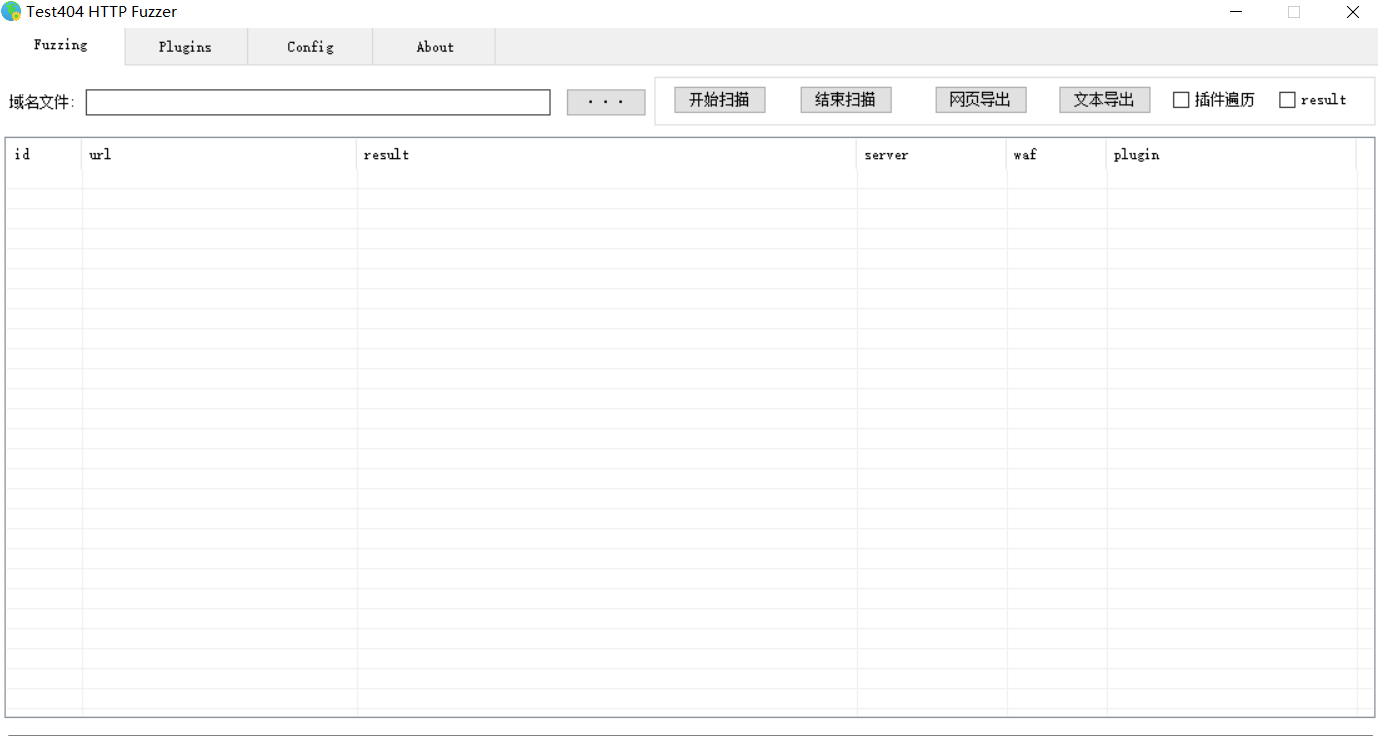 Test404 HTTP Fuzzer
Fuzzing Plugins Config About
域名文件: ... 开始扫描 结束扫描 网页导出 文本导出 插件遍历 result
id url result server waf plugin